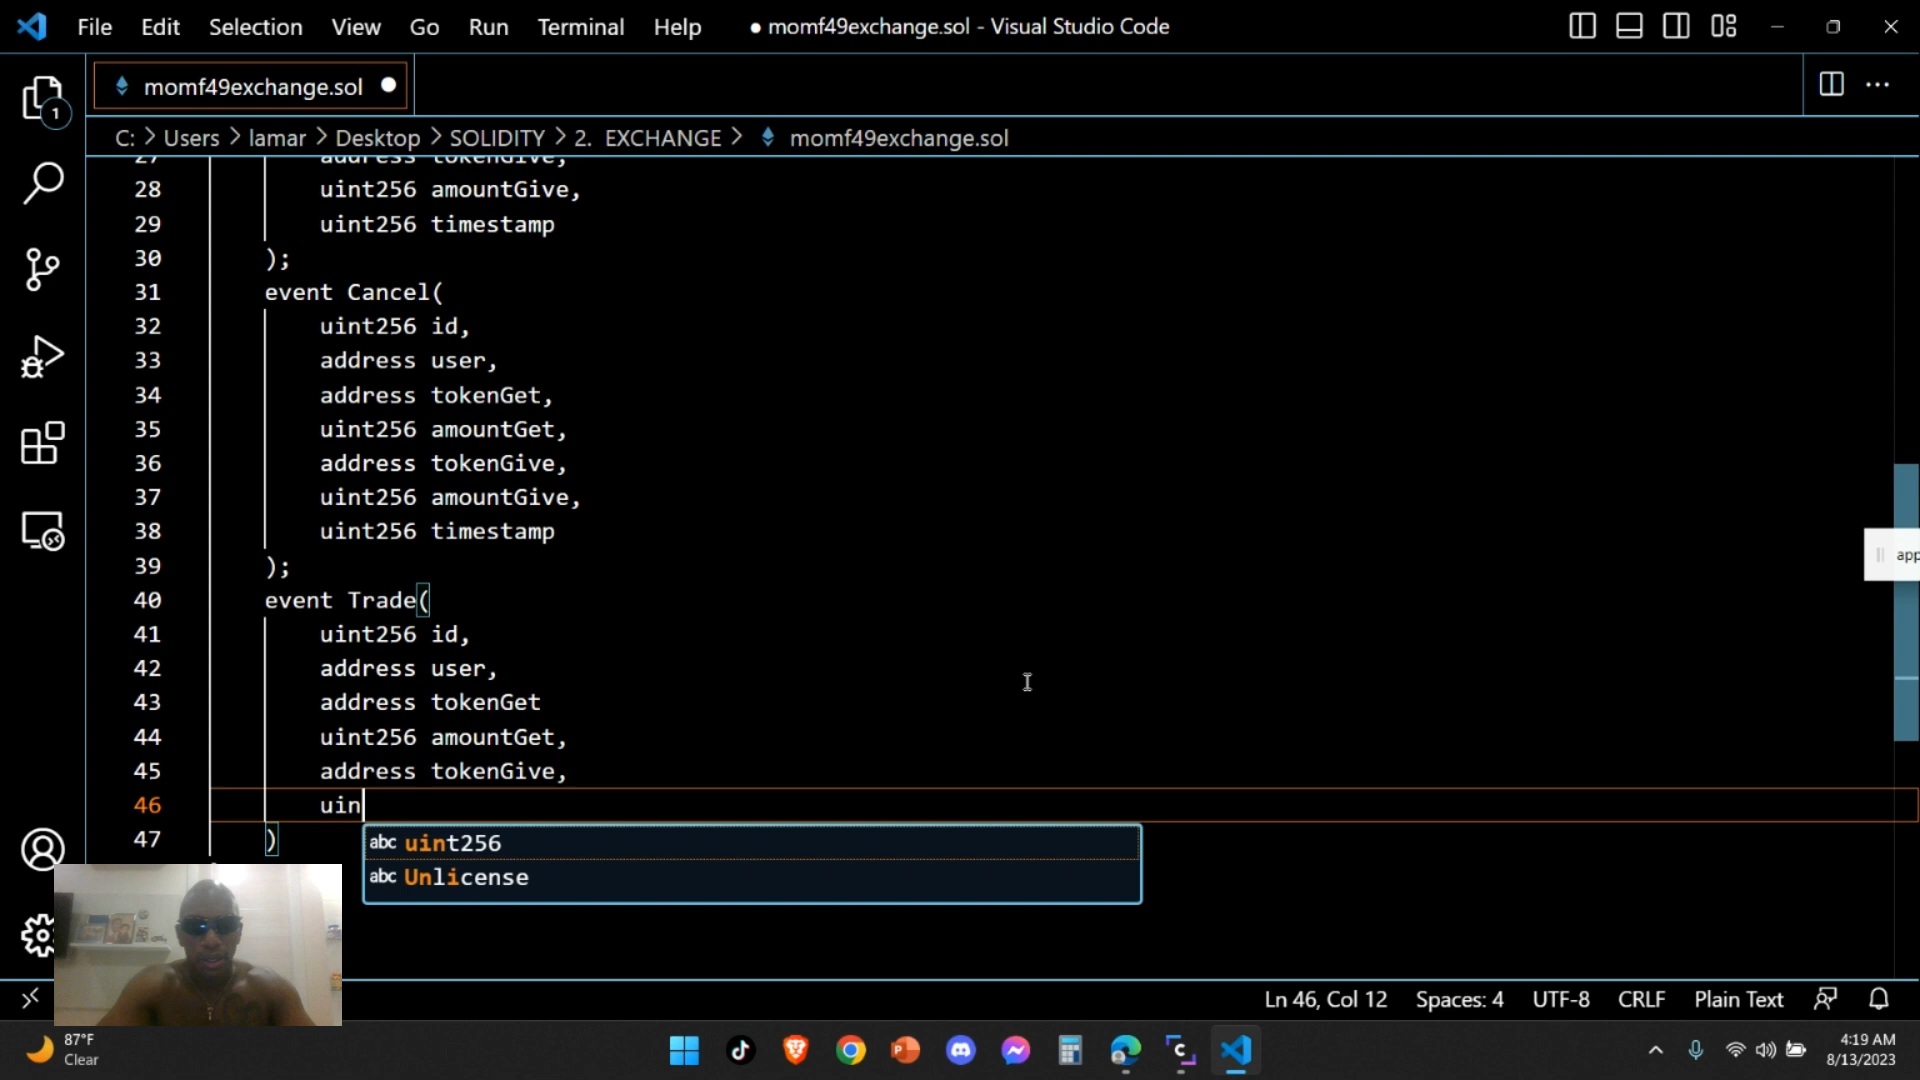 File Edit Selection View Go Run Terminal Help ● momf49exchange.sol - Visual Studio Code
momf49exchange.sol
1
C: > Users > lamar > Desktop > SOLIDITY > 2. EXCHANGE > momf49exchange.sol
27 address tokenGive,
28 uint256 amountGive,
29 uint256 timestamp
30 );
31 event Cancel(
32 uint256 id,
33 address user,
34 address tokenGet,
35 uint256 amountGet,
36 address tokenGive,
37 uint256 amountGive,
38 uint256 timestamp
39 );
40 event Trade(
41 uint256 id,
42 address user,
43 address tokenGet
44 uint256 amountGet,
45 address tokenGive,
46 uin
47 )
abc uint256
abc Unlicense
app
Ln 46, Col 12 Spaces: 4 UTF-8 CRLF Plain Text
87°F
Clear
4:19 AM
8/13/2023